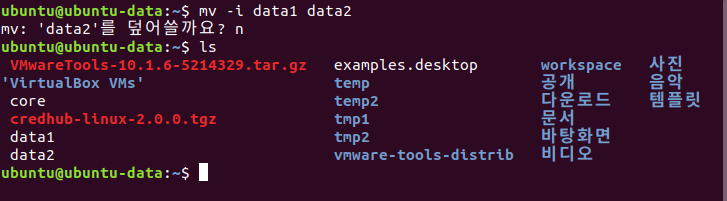 ubuntu@ubuntu-data:~$ mv -i data1 data2
mv: 'data2'를 덮어쓸까요? n
ubuntu@ubuntu-data:~$ ls
 VMwareTools-10.1.6-5214329.tar.gz   examples.desktop       workspace   사진
'VirtualBox VMs'                     temp                   공개        음악
 core                                temp2                  다운로드    템플릿
 credhub-linux-2.0.0.tgz             tmp1                   문서
 data1                               tmp2                   바탕화면
 data2                               vmware-tools-distrib   비디오
ubuntu@ubuntu-data:~$